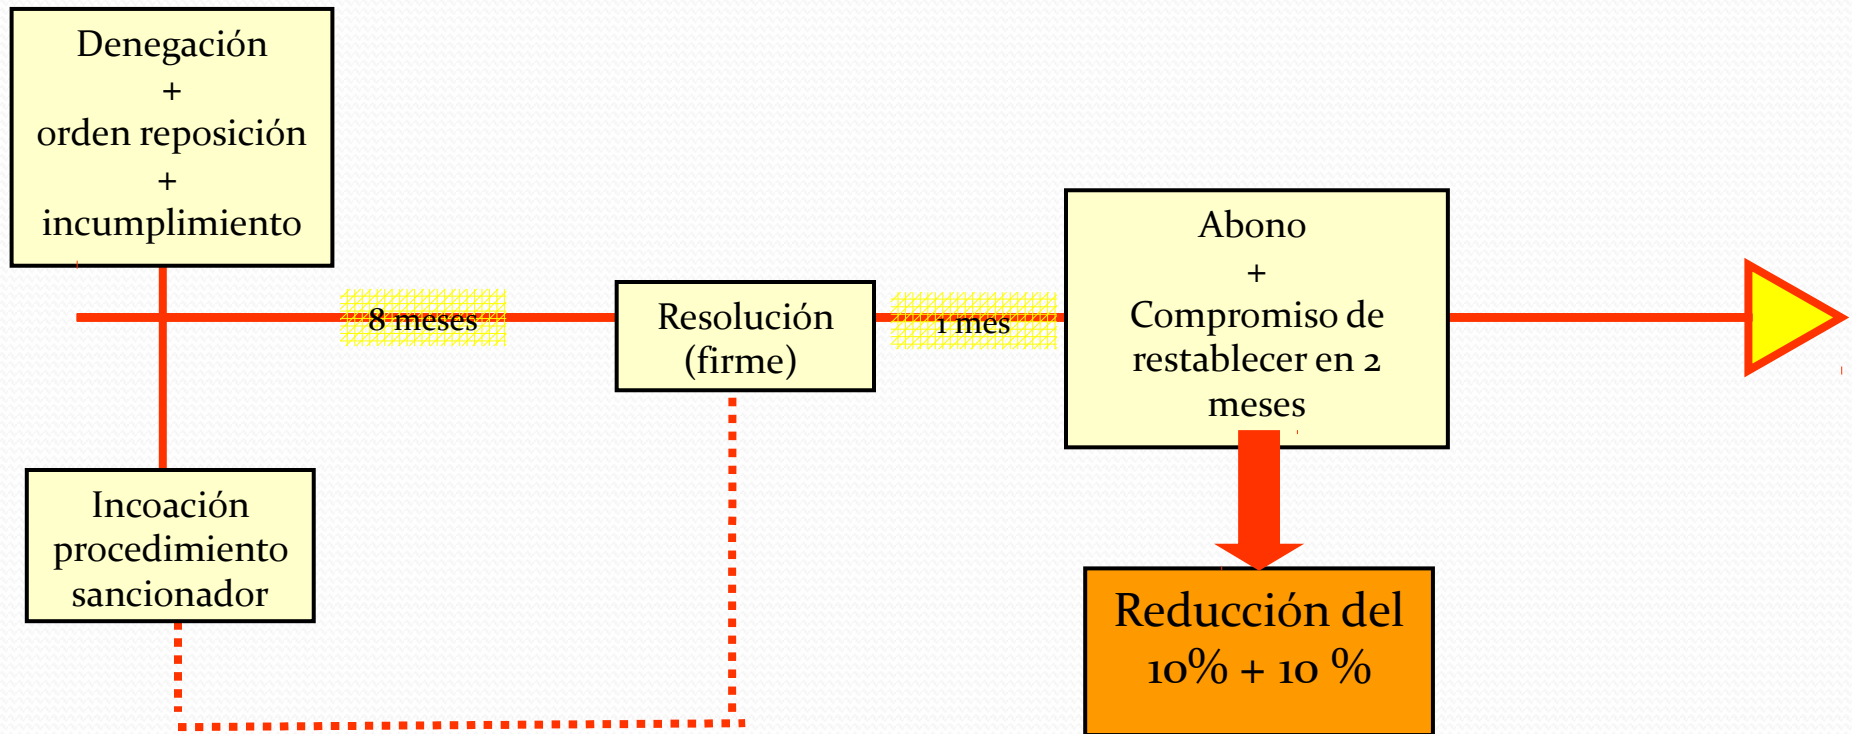 Denegación
+
orden reposición
+
incumplimiento
8 meses
Resolución
(firme)
1 mes
Abono
+
Compromiso de
restablecer en 2
meses
Incoación
procedimiento
sancionador
Reducción del
10% + 10 %